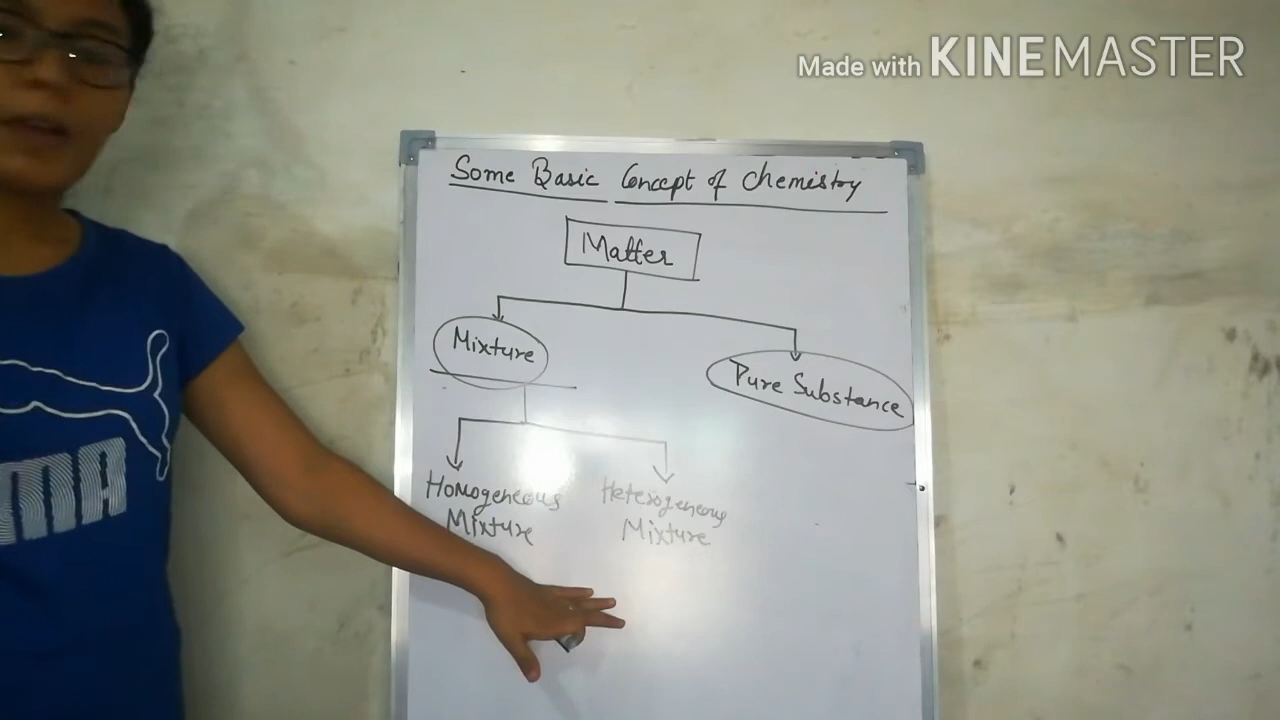 Made with KINEMASTER
Some Basic Concept of Chemistry
Matter
Mixture
Pure Substance
Homogeneous
Mixture
Heterogeneous
Mixture